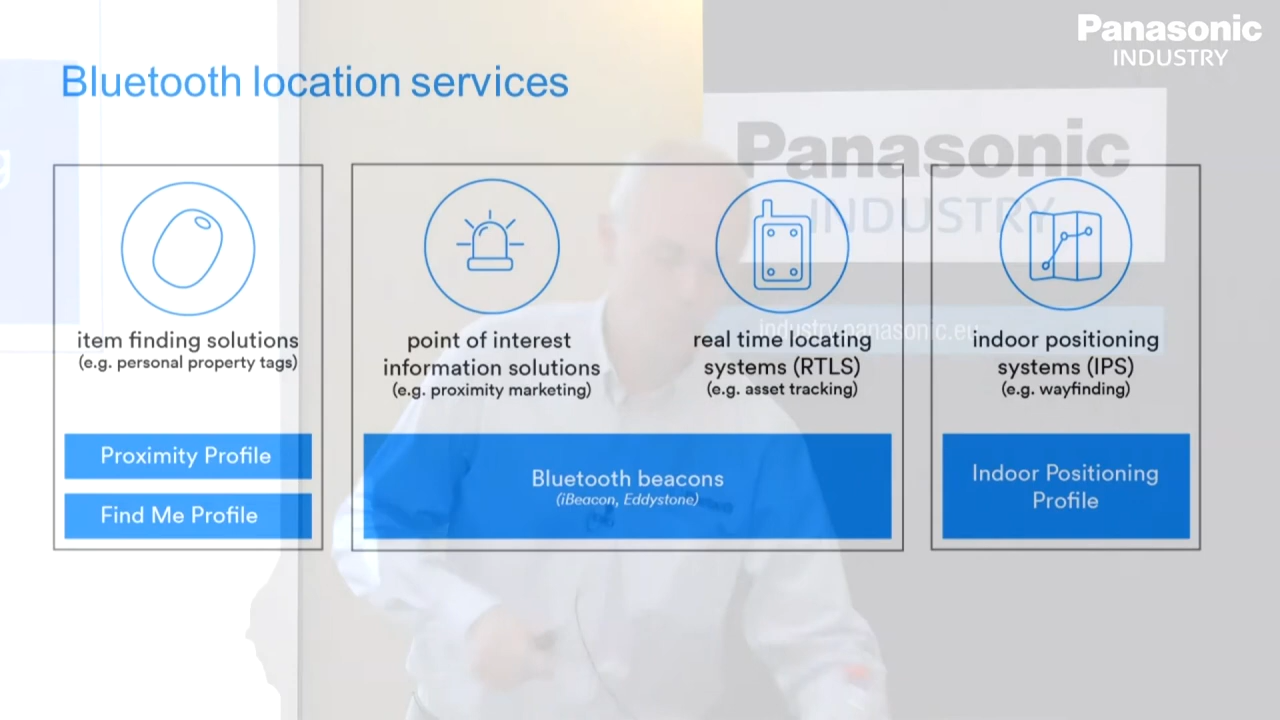 Panasonic
INDUSTRY
Bluetooth location services
g
Panasonic
INDUSTRY
industry.panasonic.eu
item finding solutions
(e.g. personal property tags)
point of interest
information solutions
(e.g. proximity marketing)
real time locating
systems (RTLS)
(e.g. asset tracking)
indoor positioning
systems (IPS)
(e.g. wayfinding)
Proximity Profile
Find Me Profile
Bluetooth beacons
(iBeacon, Eddystone)
Indoor Positioning
Profile